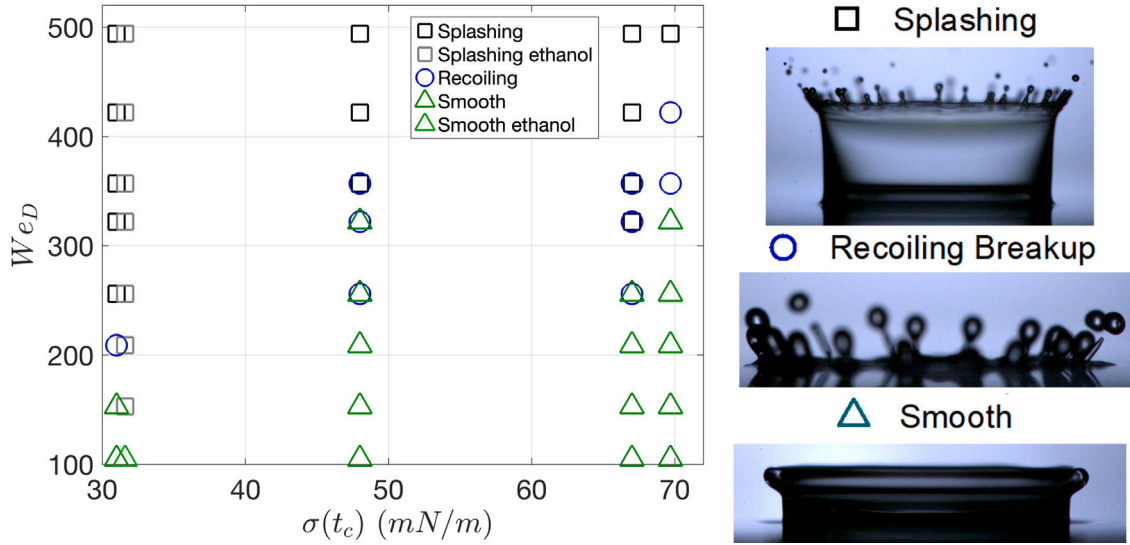 500
400
300
200
100
We_D
30
40
50
60
70
σ(t_c) (mN/m)
Splashing
Splashing ethanol
Recoiling
Smooth
Smooth ethanol
Splashing
Recoiling Breakup
Smooth